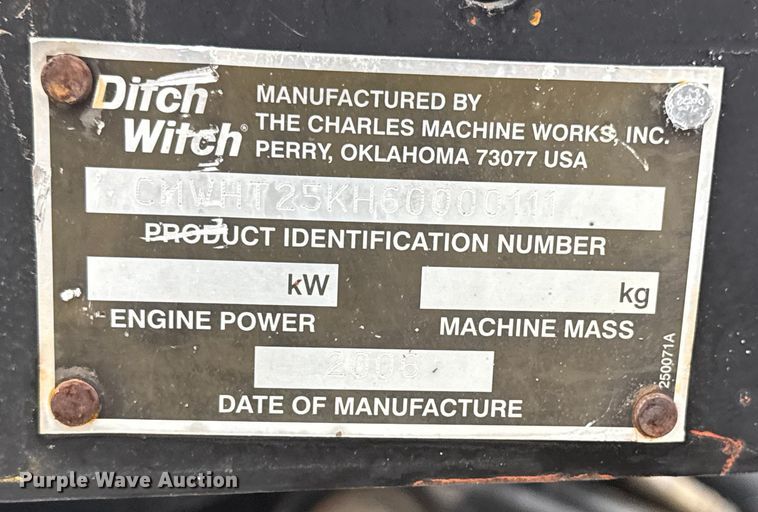 Ditch
Witch®
MANUFACTURED BY
THE CHARLES MACHINE WORKS, INC.
PERRY, OKLAHOMA 73077 USA
CMWHT25KH60000111
PRODUCT IDENTIFICATION NUMBER
kW
ENGINE POWER
kg
MACHINE MASS
2006
DATE OF MANUFACTURE
250071A
Purple Wave Auction